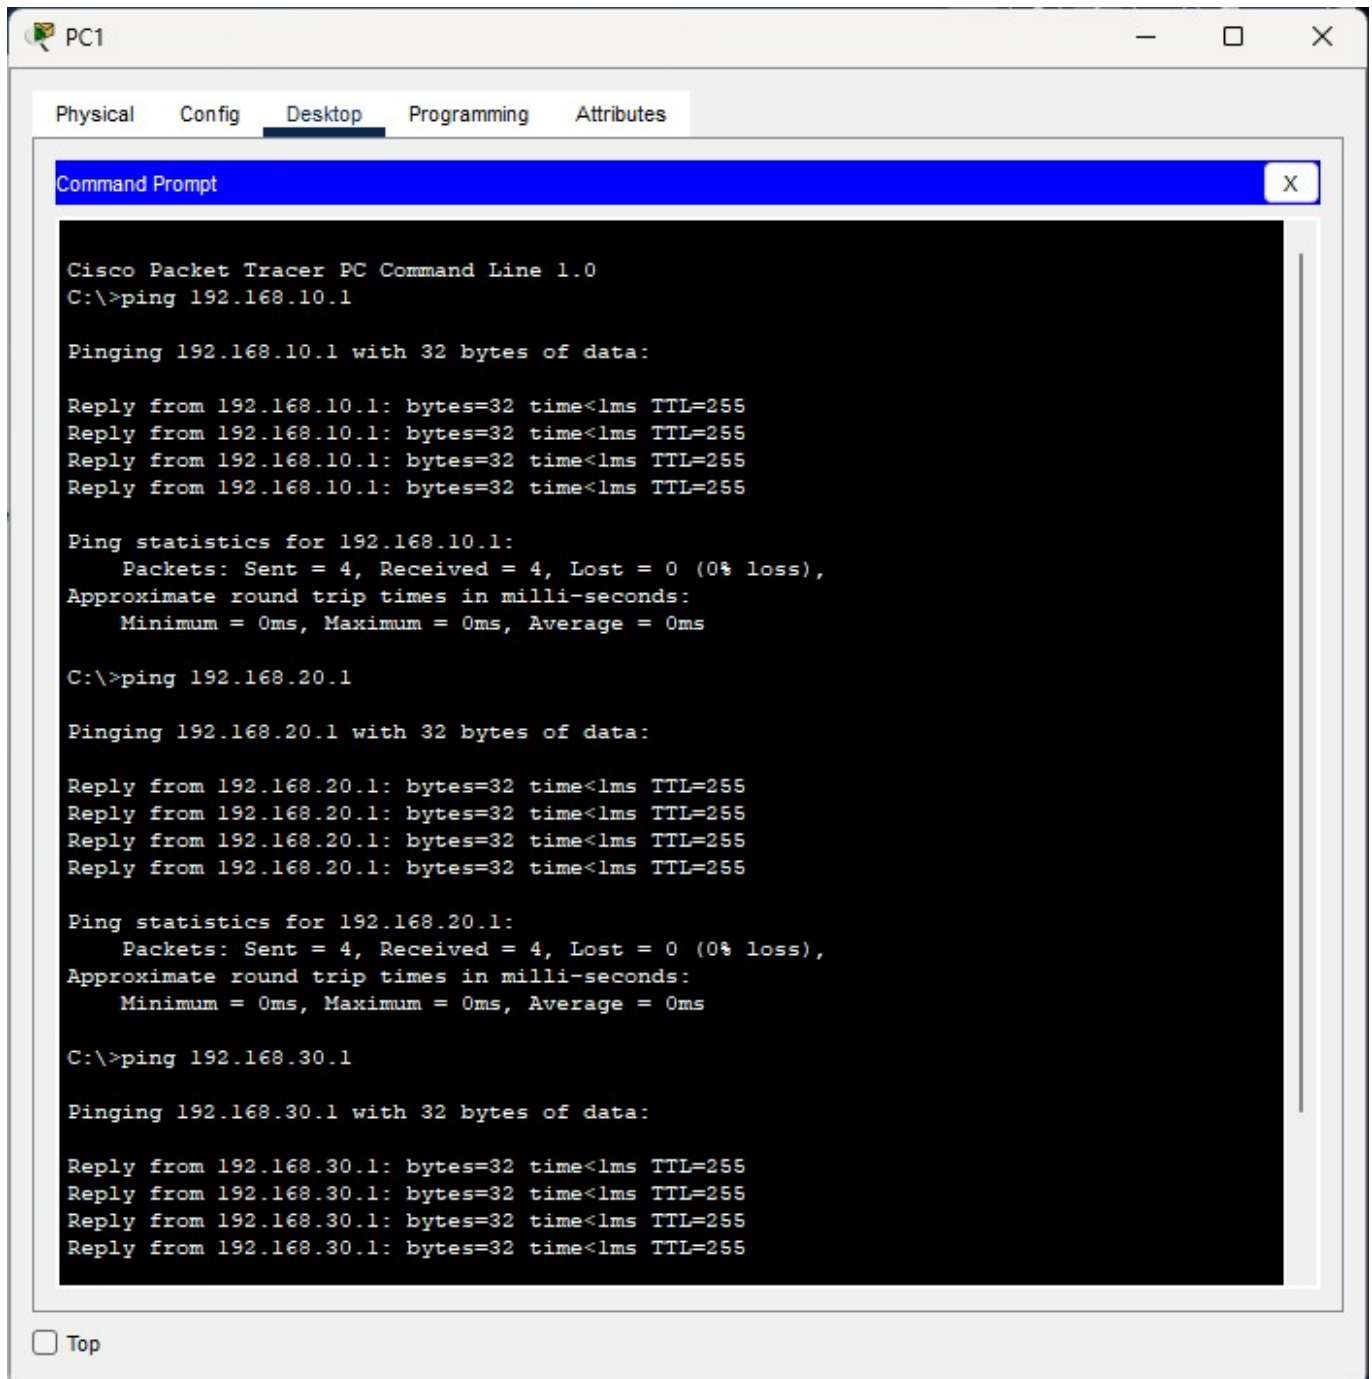 PC1
Physical Config Desktop Programming Attributes
Command Prompt X
Cisco Packet Tracer PC Command Line 1.0
C:\>ping 192.168.10.1
Pinging 192.168.10.1 with 32 bytes of data:
Reply from 192.168.10.1: bytes=32 time<1ms TTL=255
Reply from 192.168.10.1: bytes=32 time<1ms TTL=255
Reply from 192.168.10.1: bytes=32 time<1ms TTL=255
Reply from 192.168.10.1: bytes=32 time<1ms TTL=255
Ping statistics for 192.168.10.1:
Packets: Sent = 4, Received = 4, Lost = 0 (0% loss),
Approximate round trip times in milli-seconds:
Minimum = 0ms, Maximum = 0ms, Average = 0ms
C:\>ping 192.168.20.1
Pinging 192.168.20.1 with 32 bytes of data:
Reply from 192.168.20.1: bytes=32 time<1ms TTL=255
Reply from 192.168.20.1: bytes=32 time<1ms TTL=255
Reply from 192.168.20.1: bytes=32 time<1ms TTL=255
Reply from 192.168.20.1: bytes=32 time<1ms TTL=255
Ping statistics for 192.168.20.1:
Packets: Sent = 4, Received = 4, Lost = 0 (0% loss),
Approximate round trip times in milli-seconds:
Minimum = 0ms, Maximum = 0ms, Average = 0ms
C:\>ping 192.168.30.1
Pinging 192.168.30.1 with 32 bytes of data:
Reply from 192.168.30.1: bytes=32 time<1ms TTL=255
Reply from 192.168.30.1: bytes=32 time<1ms TTL=255
Reply from 192.168.30.1: bytes=32 time<1ms TTL=255
Reply from 192.168.30.1: bytes=32 time<1ms TTL=255
Top